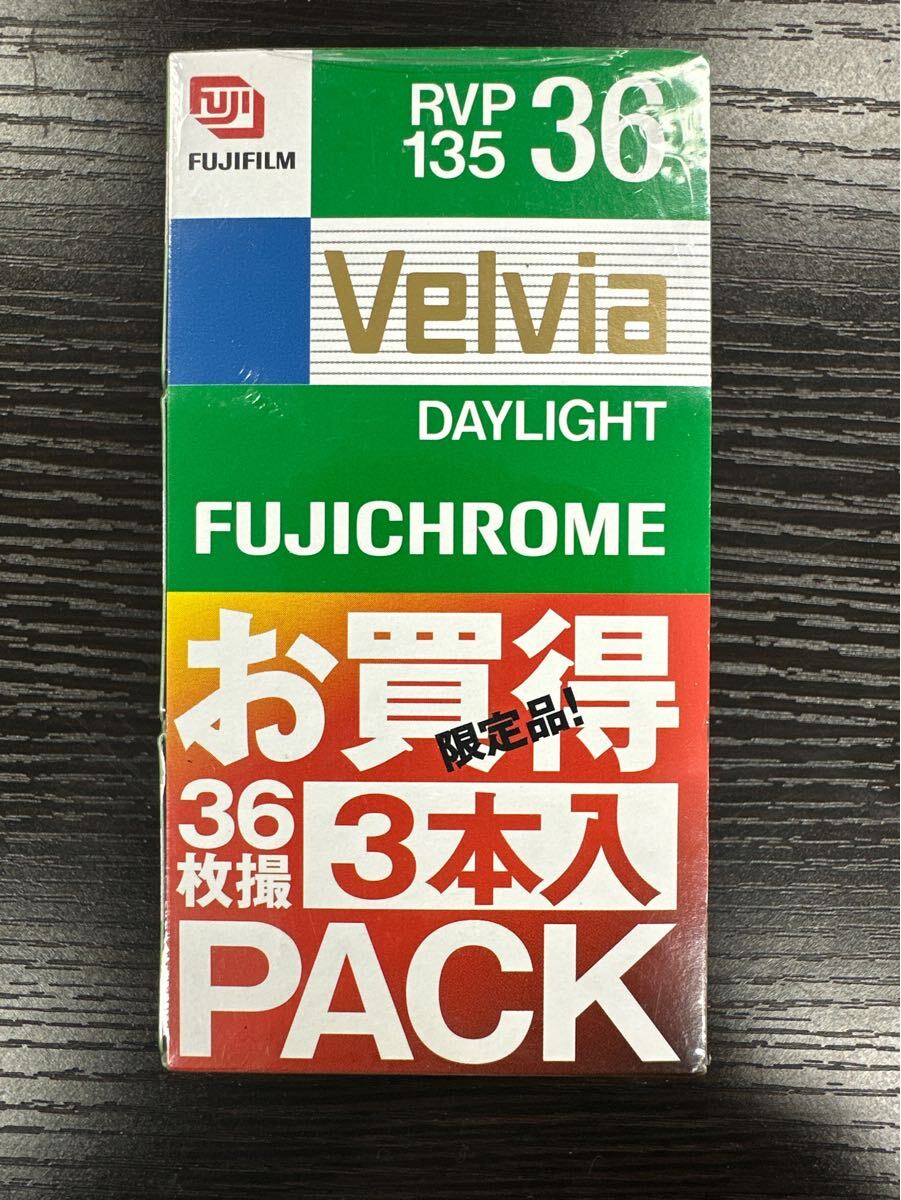 FUJI
FUJIFILM
RVP
135
36
Velvia
DAYLIGHT
FUJICHROME
お買得
限定品!
36
枚撮
3本入
PACK